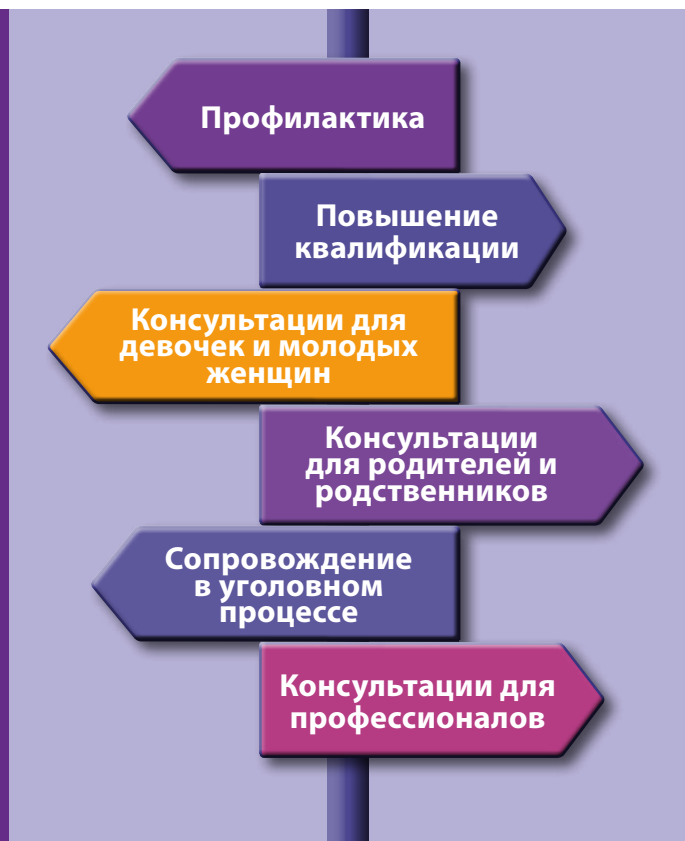 Профилактика
Повышение
квалификации
Консультации для
девочек и молодых
женщин
Консультации
для родителей и
родственников
Сопровождение
в уголовном
процессе
Консультации для
профессионалов